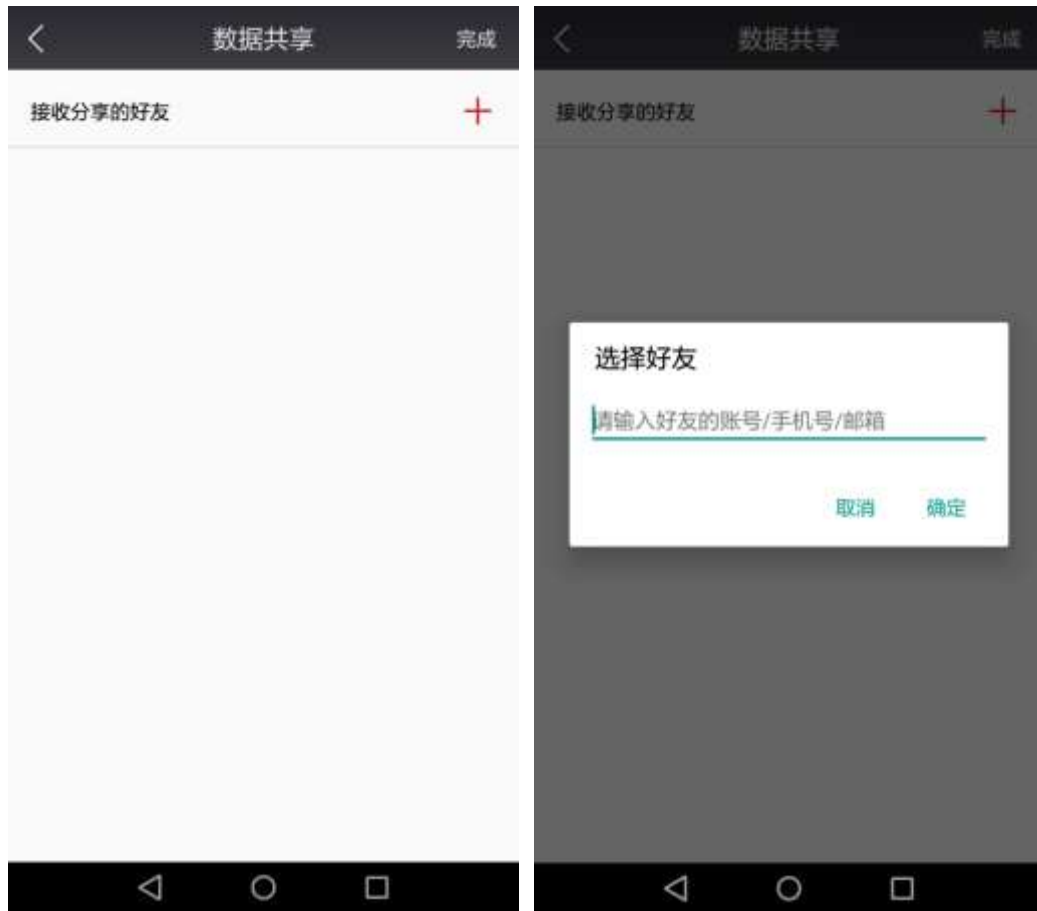 数据共享
完成
接收分享的好友
数据共享
完成
接收分享的好友
选择好友
请输入好友的账号/手机号/邮箱
取消 确定